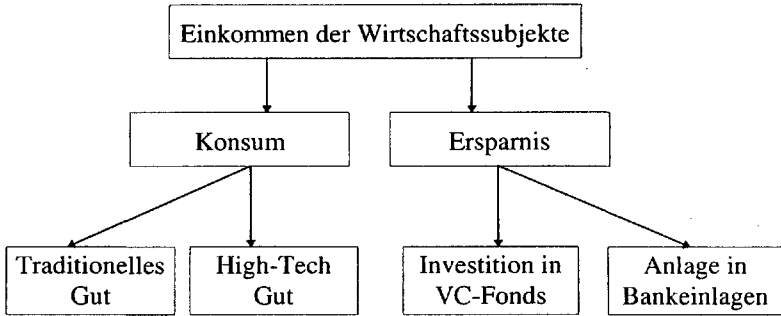 Einkommen der Wirtschaftssubjekte
Konsum
Ersparnis
Traditionelles
Gut
High-Tech
Gut
Investition in
VC-Fonds
Anlage in
Bankeinlagen